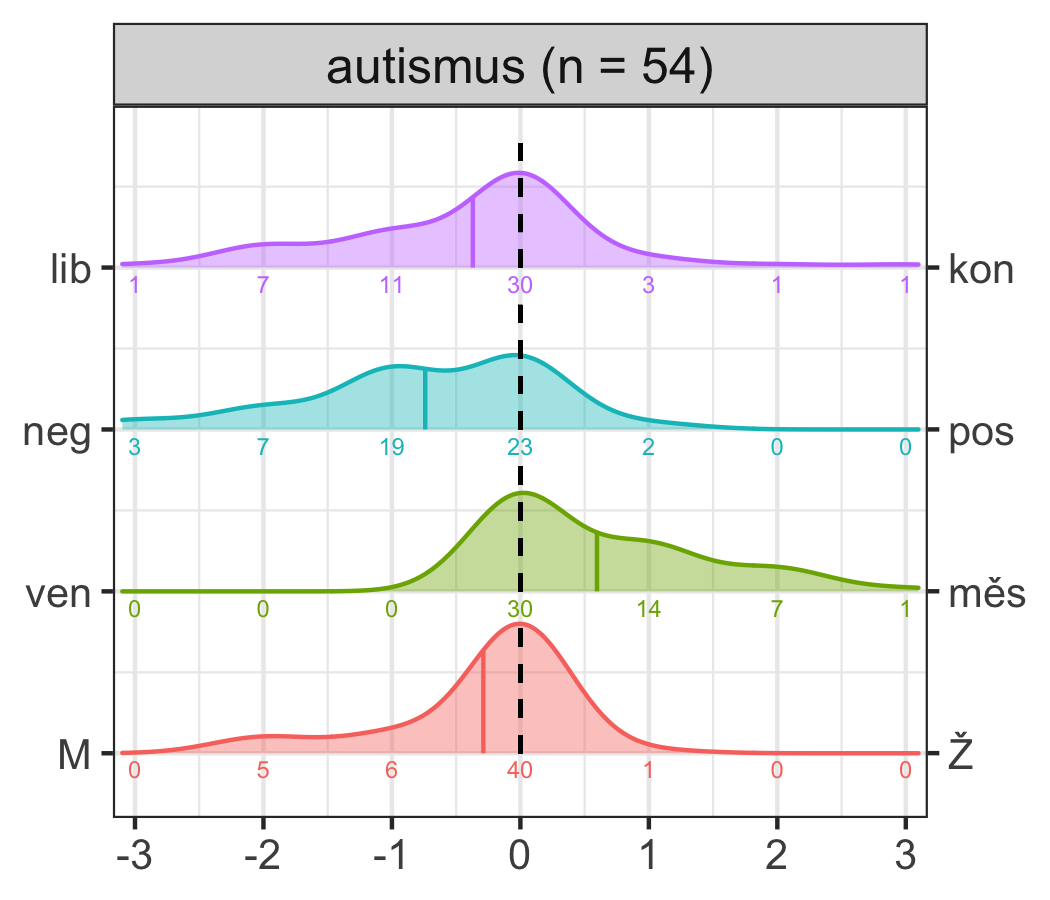 autismus (n = 54)
lib kon
1 7 11 30 3 1 1
neg pos
3 7 19 23 2 0 0
ven měs
0 0 0 30 14 7 1
M Ž
0 5 6 40 1 0 0
-3 -2 -1 0 1 2 3